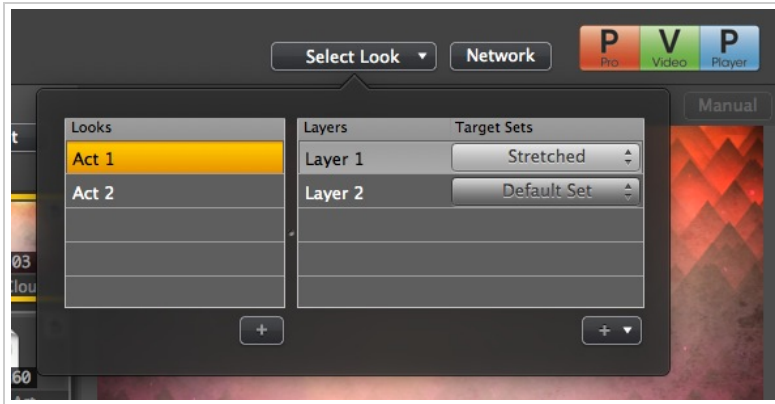 Select Look
Network
P V P
Pro Video Player
Manual
t
Looks
Layers
Target Sets
Act 1
Layer 1
Stretched
Act 2
Layer 2
Default Set
03
lou
+
+
60